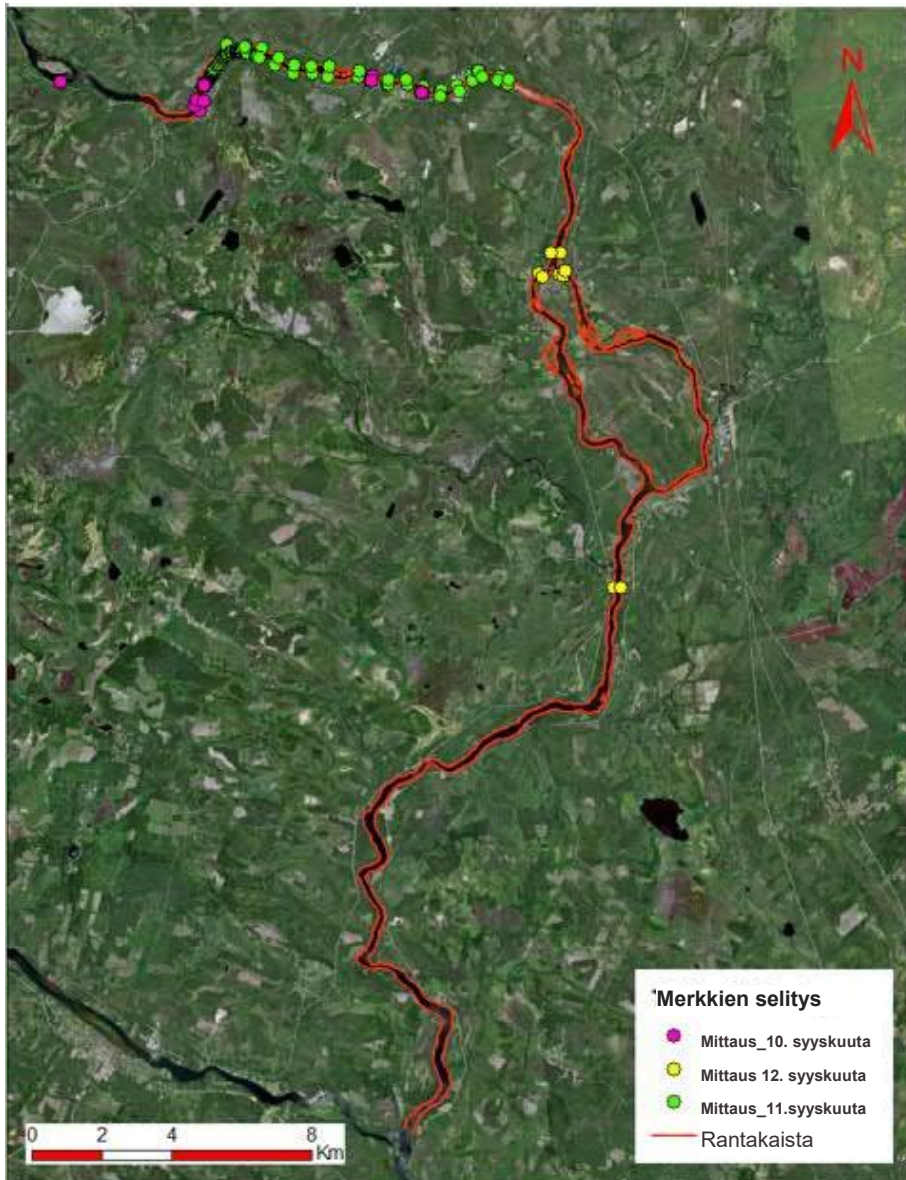 N
Merkkien selitys
Mittaus_10. syyskuuta
Mittaus 12. syyskuuta
Mittaus_11.syyskuuta
Rantakaista
0 2 4 8
Km